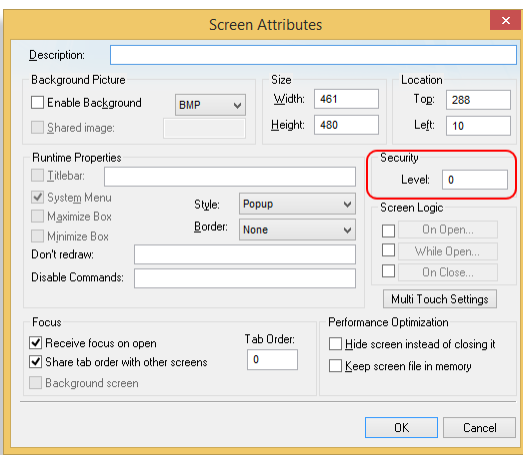 Screen Attributes
Description:
Background Picture
Enable Background
BMP
Shared image:
Size
Width: 461
Height: 480
Location
Top: 288
Left: 10
Runtime Properties
Titlebar:
System Menu
Maximize Box
Minimize Box
Style: Popup
Border: None
Don't redraw:
Disable Commands:
Security
Level: 0
Screen Logic
On Open...
While Open...
On Close...
Multi Touch Settings
Focus
Receive focus on open
Share tab order with other screens
Background screen
Tab Order:
0
Performance Optimization
Hide screen instead of closing it
Keep screen file in memory
OK
Cancel